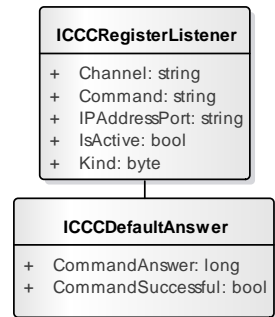 ICCCRegisterListener
+ Channel: string
+ Command: string
+ IPAddressPort: string
+ IsActive: bool
+ Kind: byte
ICCCDefaultAnswer
+ CommandAnswer: long
+ CommandSuccessful: bool